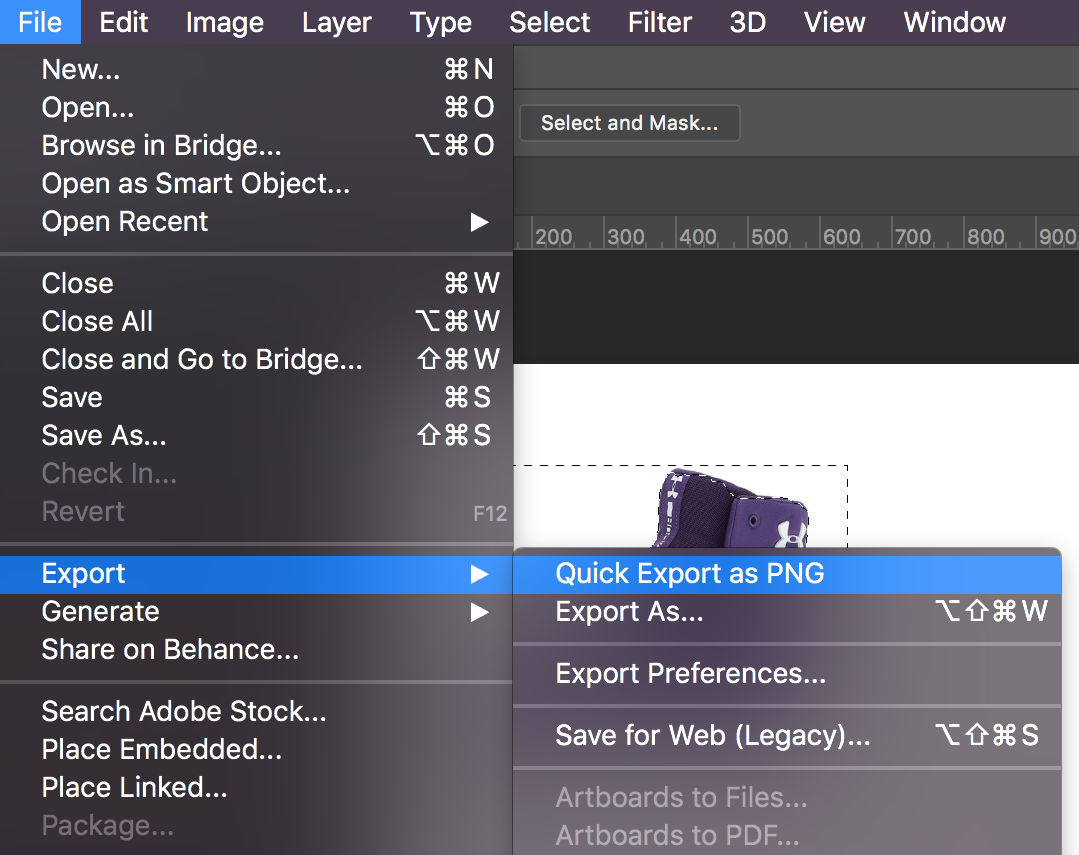 File Edit Image Layer Type Select Filter 3D View Window
New... ⌘N
Open... ⌘O
Browse in Bridge... ⌥⌘O
Open as Smart Object...
Open Recent ▶
Close ⌘W
Close All ⌥⌘W
Close and Go to Bridge... ⇧⌘W
Save ⌘S
Save As... ⇧⌘S
Check In...
Revert F12
Export ▶
Generate ▶
Share on Behance...
Search Adobe Stock...
Place Embedded...
Place Linked...
Package...
Select and Mask...
200 300 400 500 600 700 800 900
Quick Export as PNG
Export As... ⌥⇧⌘W
Export Preferences...
Save for Web (Legacy)... ⌥⇧⌘S
Artboards to Files...
Artboards to PDF...